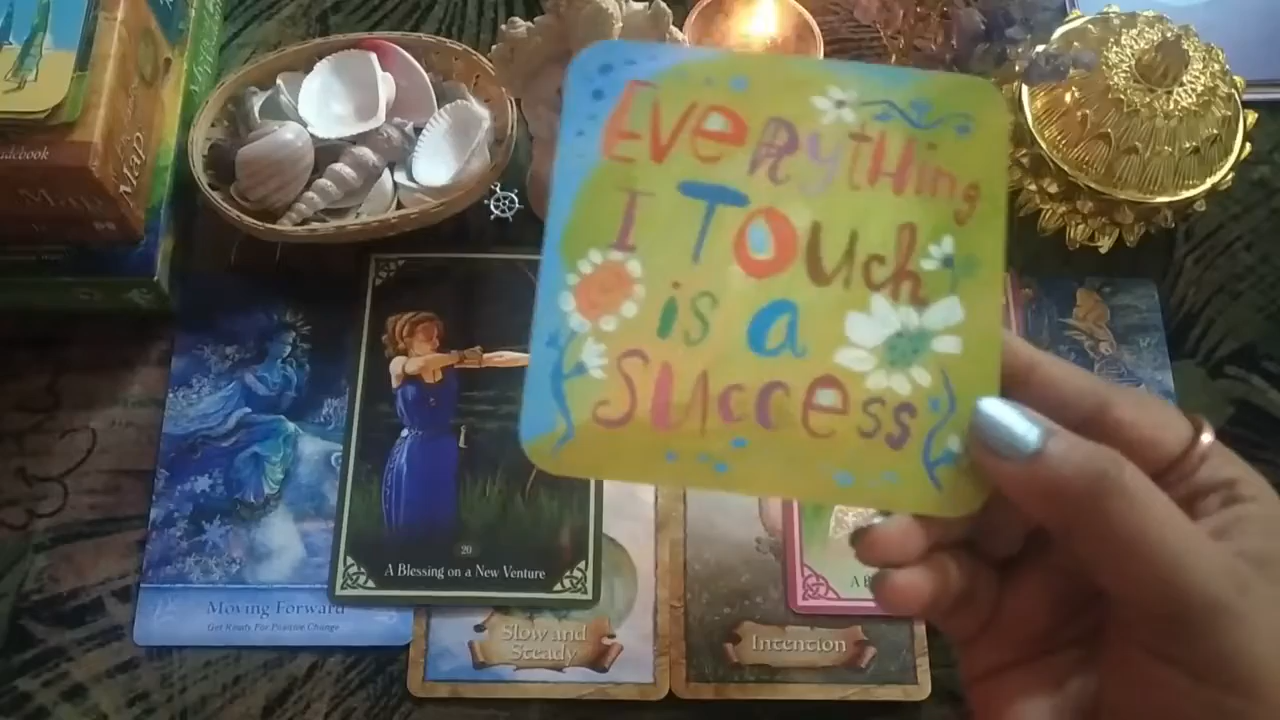 EVERYTHING
I TOUCH
is a
Success
Map
Map
20
A Blessing on a New Venture
Moving Forward
Get Ready For Positive Change
Slow and
Steady
Intention
A